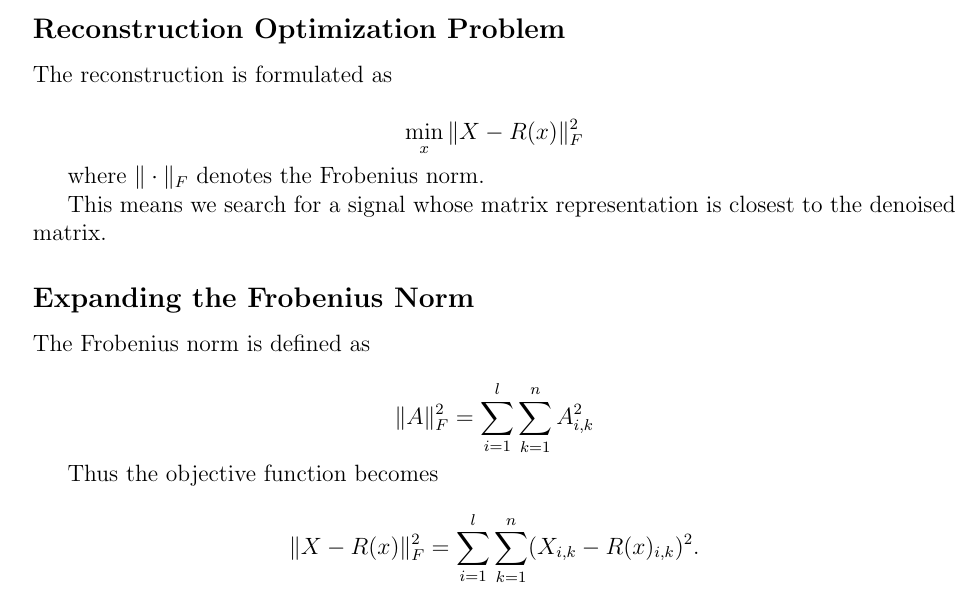 Reconstruction Optimization Problem
The reconstruction is formulated as
$$\min_{x} \|X - R(x)\|_F^2$$
where $\| \cdot \|_F$ denotes the Frobenius norm.
This means we search for a signal whose matrix representation is closest to the denoised
matrix.
Expanding the Frobenius Norm
The Frobenius norm is defined as
$$\|A\|_F^2 = \sum_{i=1}^{l} \sum_{k=1}^{n} A_{i,k}^2$$
Thus the objective function becomes
$$\|X - R(x)\|_F^2 = \sum_{i=1}^{l} \sum_{k=1}^{n} (X_{i,k} - R(x)_{i,k})^2.$$